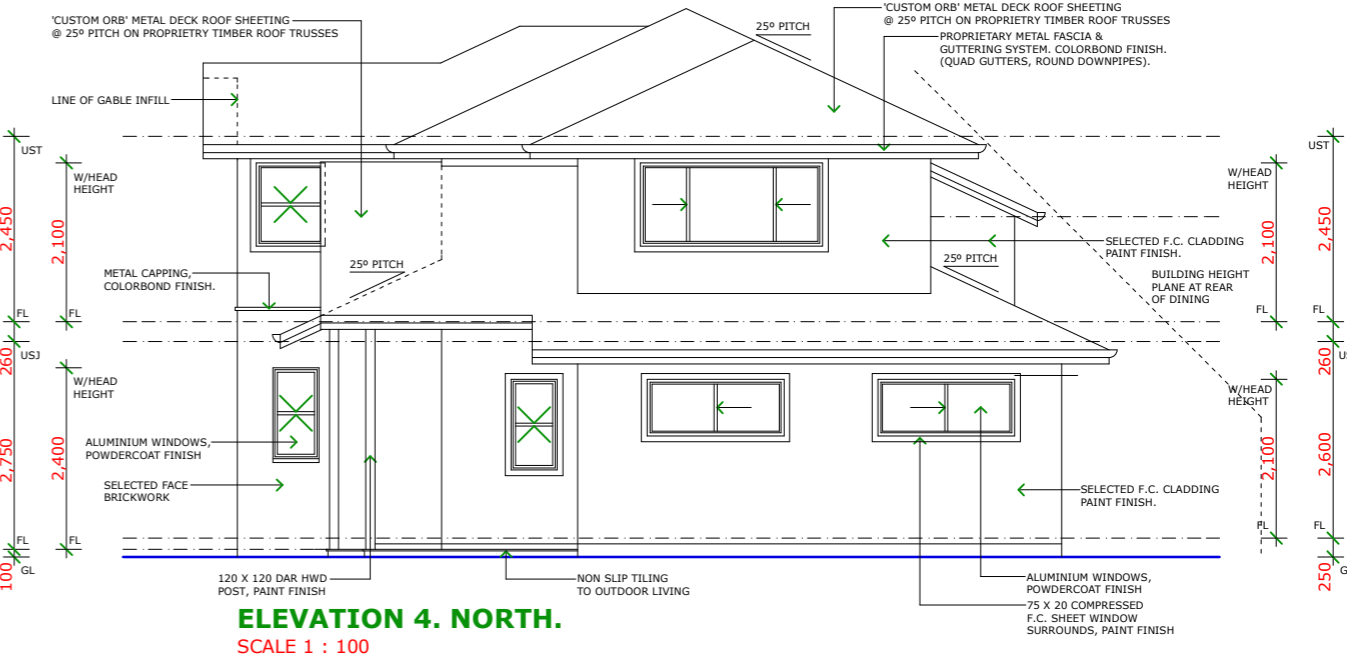 'CUSTOM ORB' METAL DECK ROOF SHEETING
@ 25º PITCH ON PROPRIETRY TIMBER ROOF TRUSSES
'CUSTOM ORB' METAL DECK ROOF SHEETING
@ 25º PITCH ON PROPRIETRY TIMBER ROOF TRUSSES
25º PITCH
PROPRIETARY METAL FASCIA &
GUTTERING SYSTEM. COLORBOND FINISH.
(QUAD GUTTERS, ROUND DOWNPIPES).
LINE OF GABLE INFILL
UST
UST
W/HEAD
HEIGHT
W/HEAD
HEIGHT
2,450
2,100
2,100
2,450
SELECTED F.C. CLADDING
PAINT FINISH.
25º PITCH
25º PITCH
METAL CAPPING,
COLORBOND FINISH.
BUILDING HEIGHT
PLANE AT REAR
OF DINING
FL
FL
FL
FL
260
USJ
260
US
W/HEAD
HEIGHT
W/HEAD
HEIGHT
2,750
2,400
2,100
2,600
ALUMINIUM WINDOWS,
POWDERCOAT FINISH
SELECTED FACE
BRICKWORK
SELECTED F.C. CLADDING
PAINT FINISH.
FL
FL
FL
FL
100
GL
250
G
120 X 120 DAR HWD
POST, PAINT FINISH
NON SLIP TILING
TO OUTDOOR LIVING
ALUMINIUM WINDOWS,
POWDERCOAT FINISH
75 X 20 COMPRESSED
F.C. SHEET WINDOW
SURROUNDS, PAINT FINISH
ELEVATION 4. NORTH.
SCALE 1 : 100